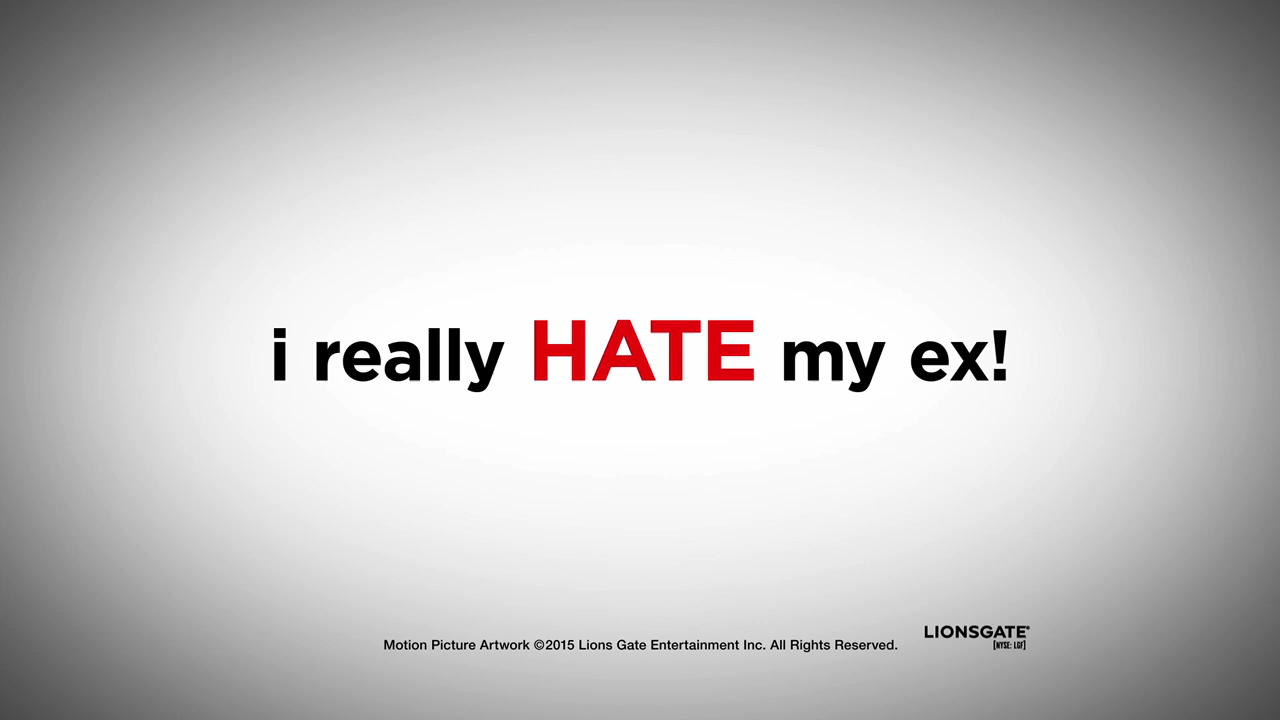 i really HATE my ex!
LIONSGATE®
[NYSE: LGF]
Motion Picture Artwork ©2015 Lions Gate Entertainment Inc. All Rights Reserved.